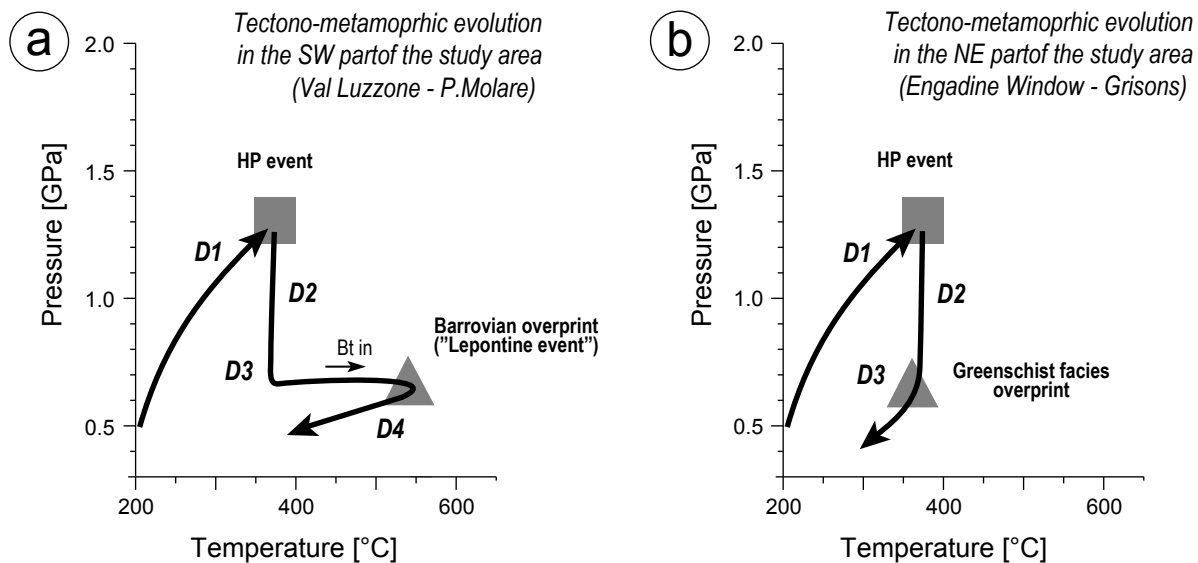 a
Tectono-metamoprhic evolution
in the SW partof the study area
(Val Luzzone - P.Molare)
2.0
1.5
1.0
0.5
Pressure [GPa]
HP event
D1
D2
D3
Bt in
Barrovian overprint
("Lepontine event")
D4
200
400
600
Temperature [°C]
b
Tectono-metamoprhic evolution
in the NE partof the study area
(Engadine Window - Grisons)
2.0
1.5
1.0
0.5
Pressure [GPa]
HP event
D1
D2
D3
Greenschist facies
overprint
200
400
600
Temperature [°C]